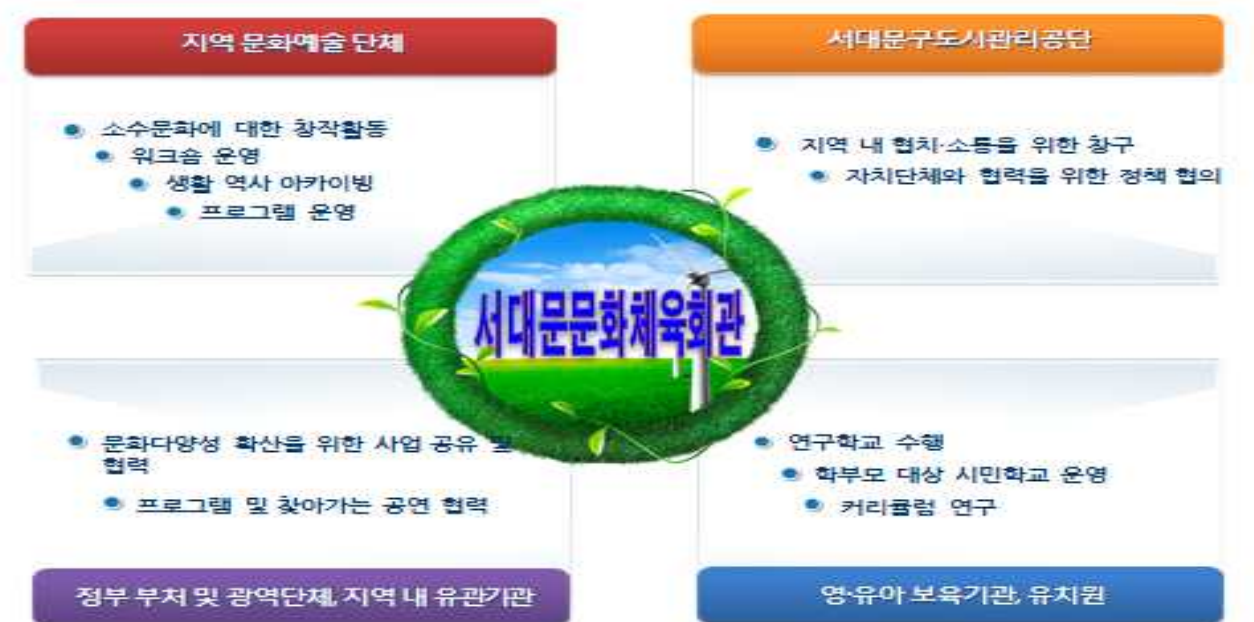 지역 문화예술 단체
소수문화에 대한 창작활동
워크숍 운영
생활 역사 아카이빙
프로그램 운영
서대문구도시관리공단
지역 내 협치·소통을 위한 창구
자치단체와 협력을 위한 정책 협의
서대문문화체육회관
문화다양성 확산을 위한 사업 공유 및
협력
프로그램 및 찾아가는 공연 협력
정부 부처 및 광역단체, 지역 내 유관기관
연구학교 수행
학부모 대상 시민학교 운영
커리큘럼 연구
영·유아 보육기관, 유치원